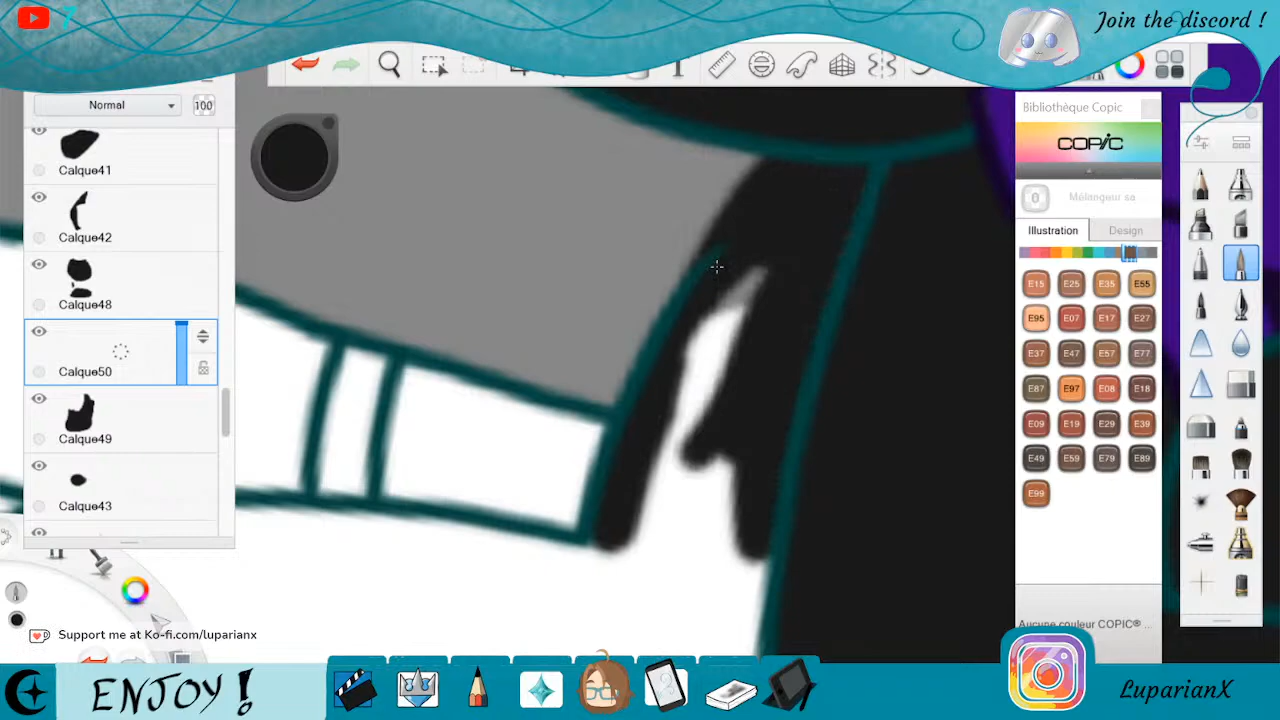 7
Join the discord !
Normal
100
Calque41
Calque42
Calque48
Calque50
Calque49
Calque43
Bibliothèque Copic
COPIC
0
Mélangeur sa
Illustration
Design
E15
E25
E35
E55
E95
E07
E17
E27
E37
E47
E57
E77
E87
E97
E08
E18
E09
E19
E29
E39
E49
E59
E79
E89
E99
Aucune couleur COPIC® ...
Support me at Ko-fi.com/luparianx
ENJOY !
LuparianX